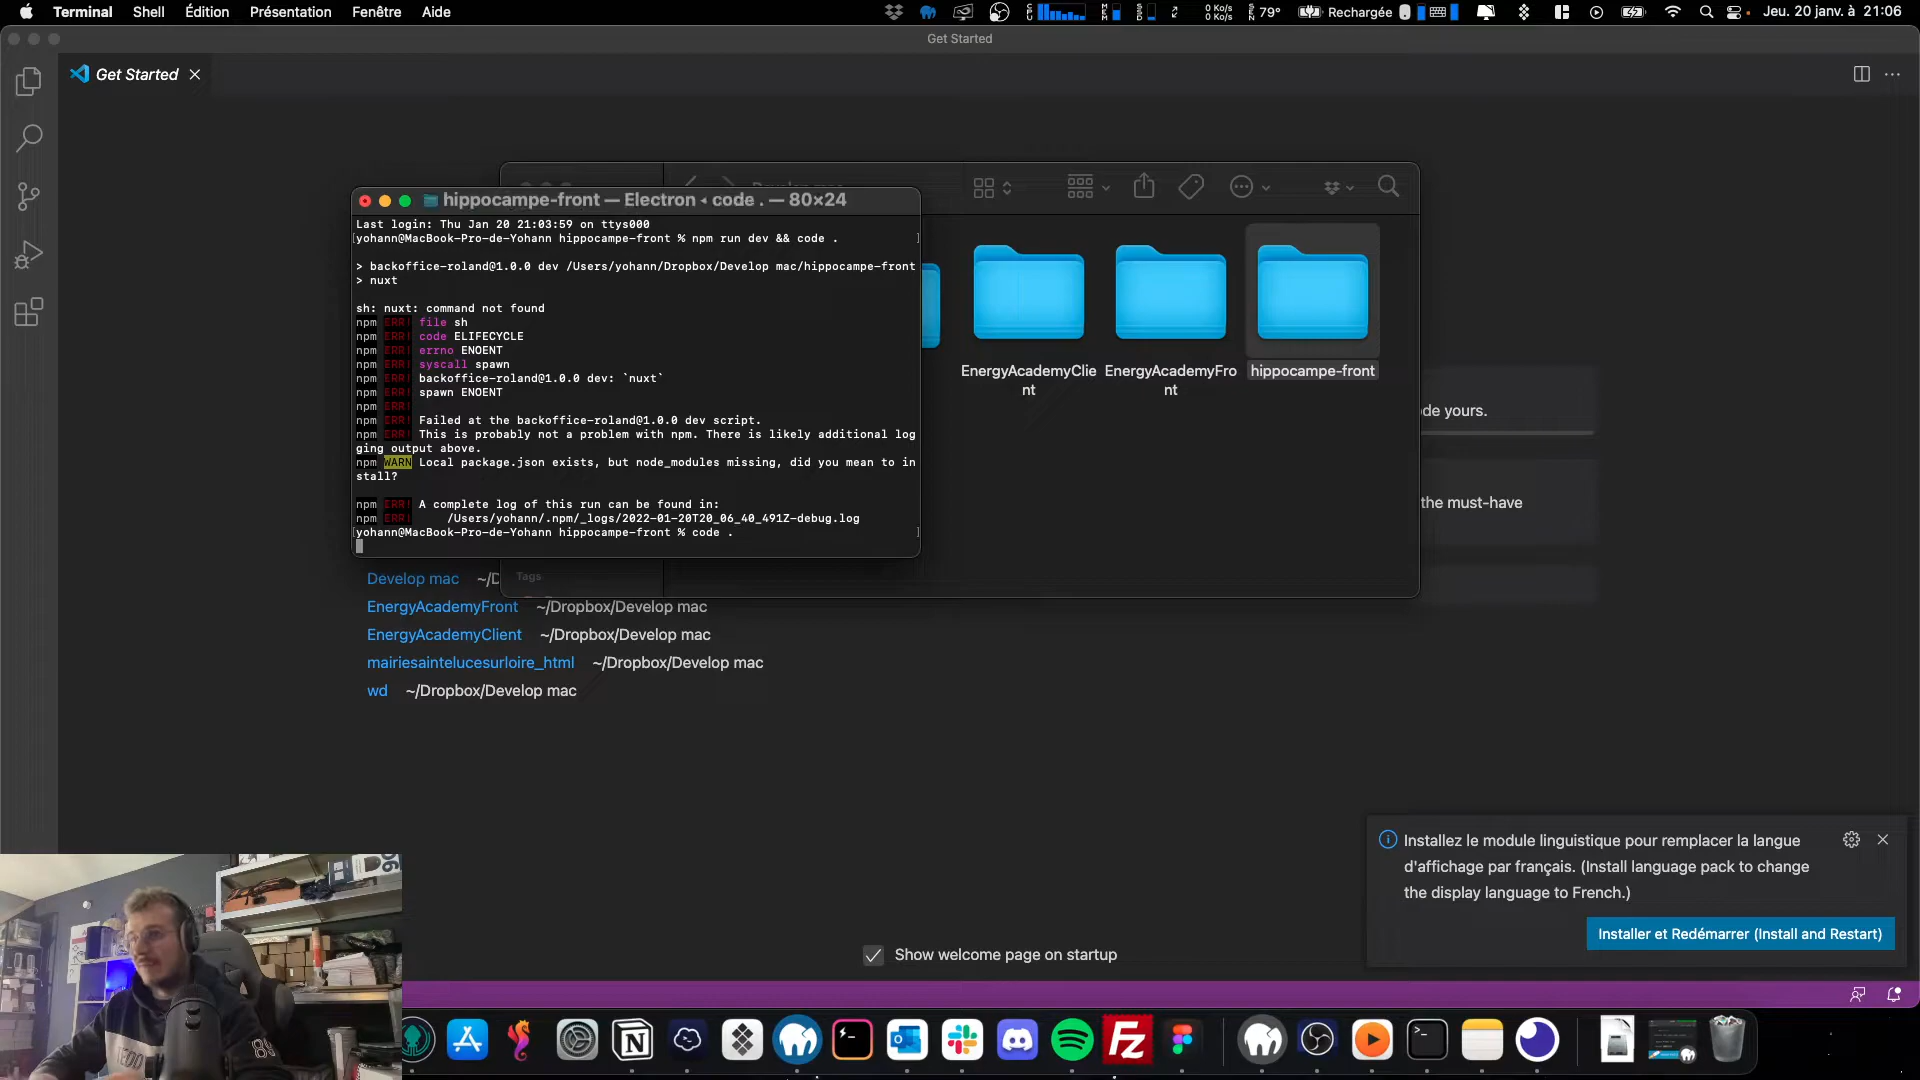 Terminal Shell Édition Présentation Fenêtre Aide
0 Ko/s
0 Ko/s
79° Rechargée Jeu. 20 janv. à 21:06
Get Started
Get Started
hippocampe-front — Electron ◂ code . — 80×24
Last login: Thu Jan 20 21:03:59 on ttys000
[yohann@MacBook-Pro-de-Yohann hippocampe-front % npm run dev && code . ]
> backoffice-roland@1.0.0 dev /Users/yohann/Dropbox/Develop mac/hippocampe-front
> nuxt
sh: nuxt: command not found
npm ERR! file sh
npm ERR! code ELIFECYCLE
npm ERR! errno ENOENT
npm ERR! syscall spawn
npm ERR! backoffice-roland@1.0.0 dev: `nuxt`
npm ERR! spawn ENOENT
npm ERR!
npm ERR! Failed at the backoffice-roland@1.0.0 dev script.
npm ERR! This is probably not a problem with npm. There is likely additional log
ging output above.
npm WARN Local package.json exists, but node_modules missing, did you mean to in
stall?
npm ERR! A complete log of this run can be found in:
npm ERR! /Users/yohann/.npm/_logs/2022-01-20T20_06_40_491Z-debug.log
[yohann@MacBook-Pro-de-Yohann hippocampe-front % code . ]
EnergyAcademyClie
nt
EnergyAcademyFro
nt
hippocampe-front
de yours.
the must-have
Tags
Develop mac ~/D
EnergyAcademyFront ~/Dropbox/Develop mac
EnergyAcademyClient ~/Dropbox/Develop mac
mairiesaintelucesurloire_html ~/Dropbox/Develop mac
wd ~/Dropbox/Develop mac
Installez le module linguistique pour remplacer la langue
d'affichage par français. (Install language pack to change
the display language to French.)
Installer et Redémarrer (Install and Restart)
Show welcome page on startup